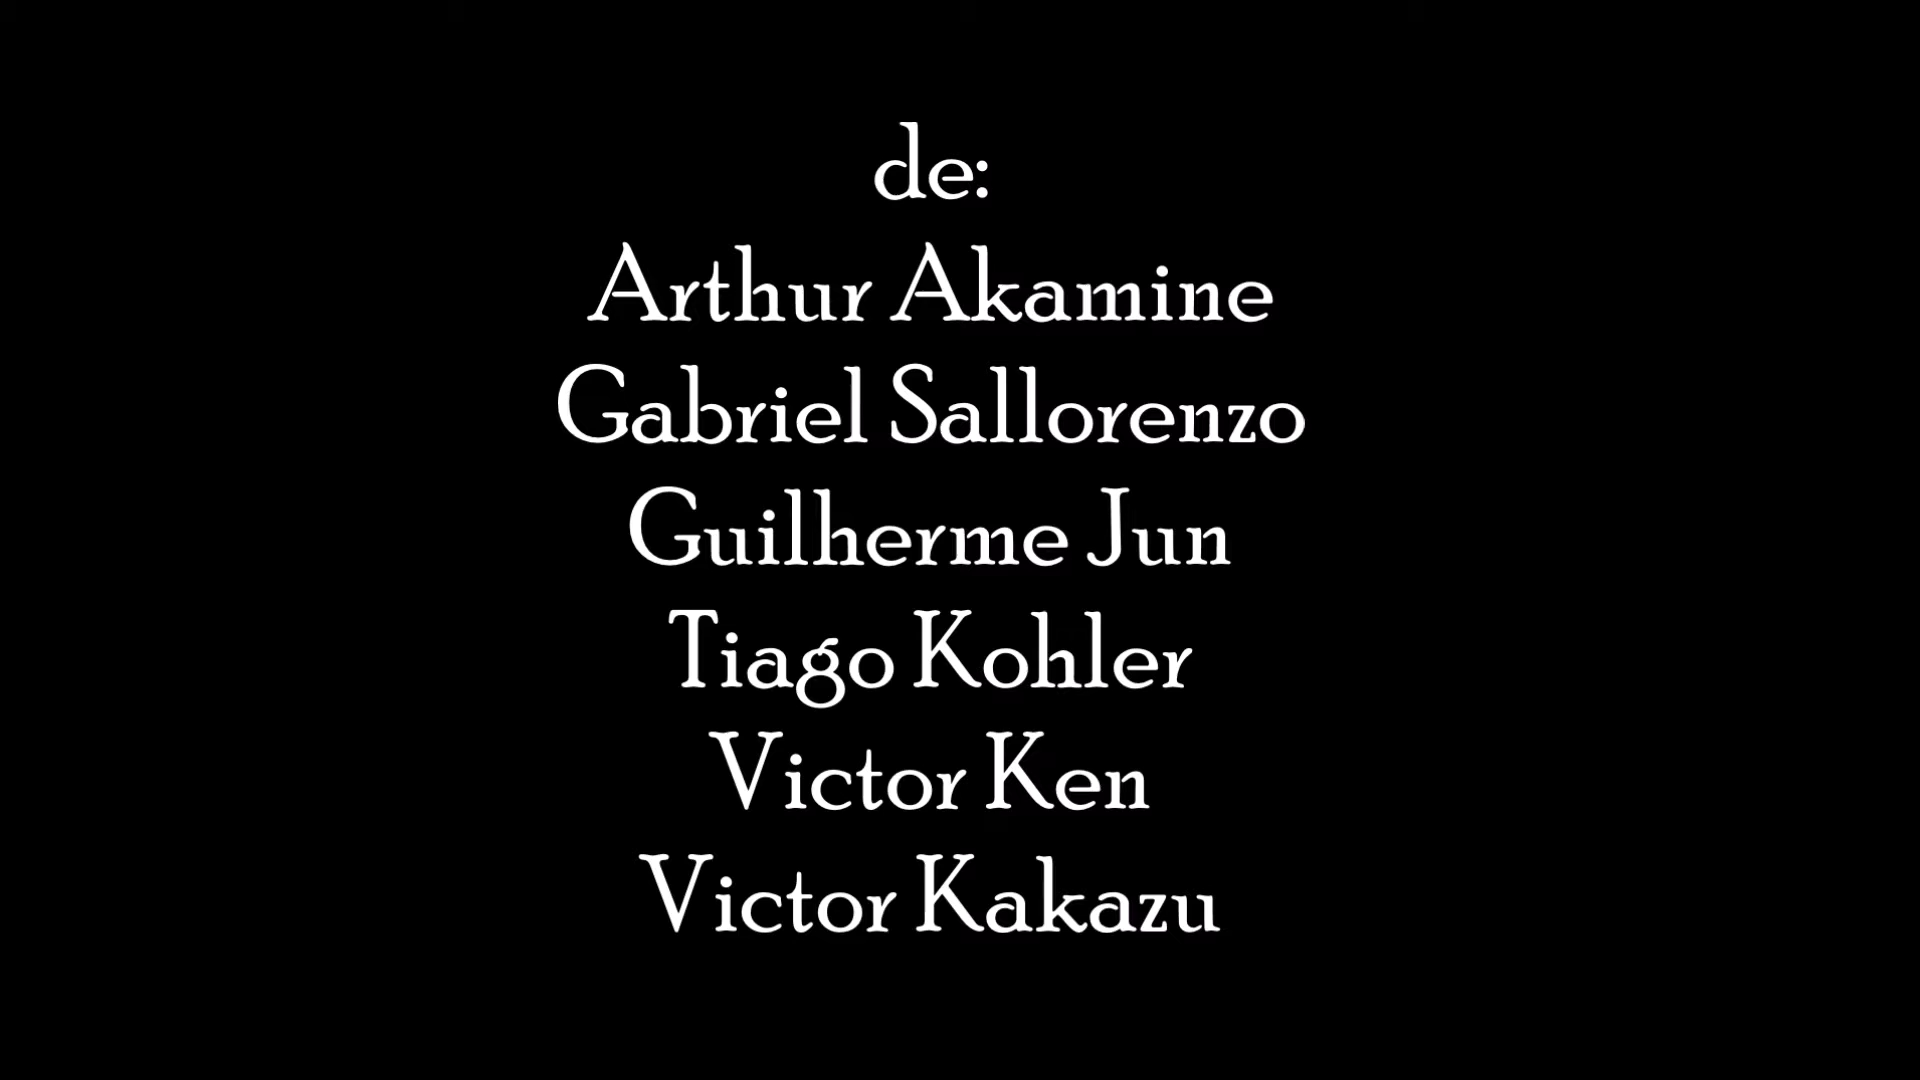 de:
Arthur Akamine
Gabriel Sallorenzo
Guilherme Jun
Tiago Kohler
Victor Ken
Victor Kakazu